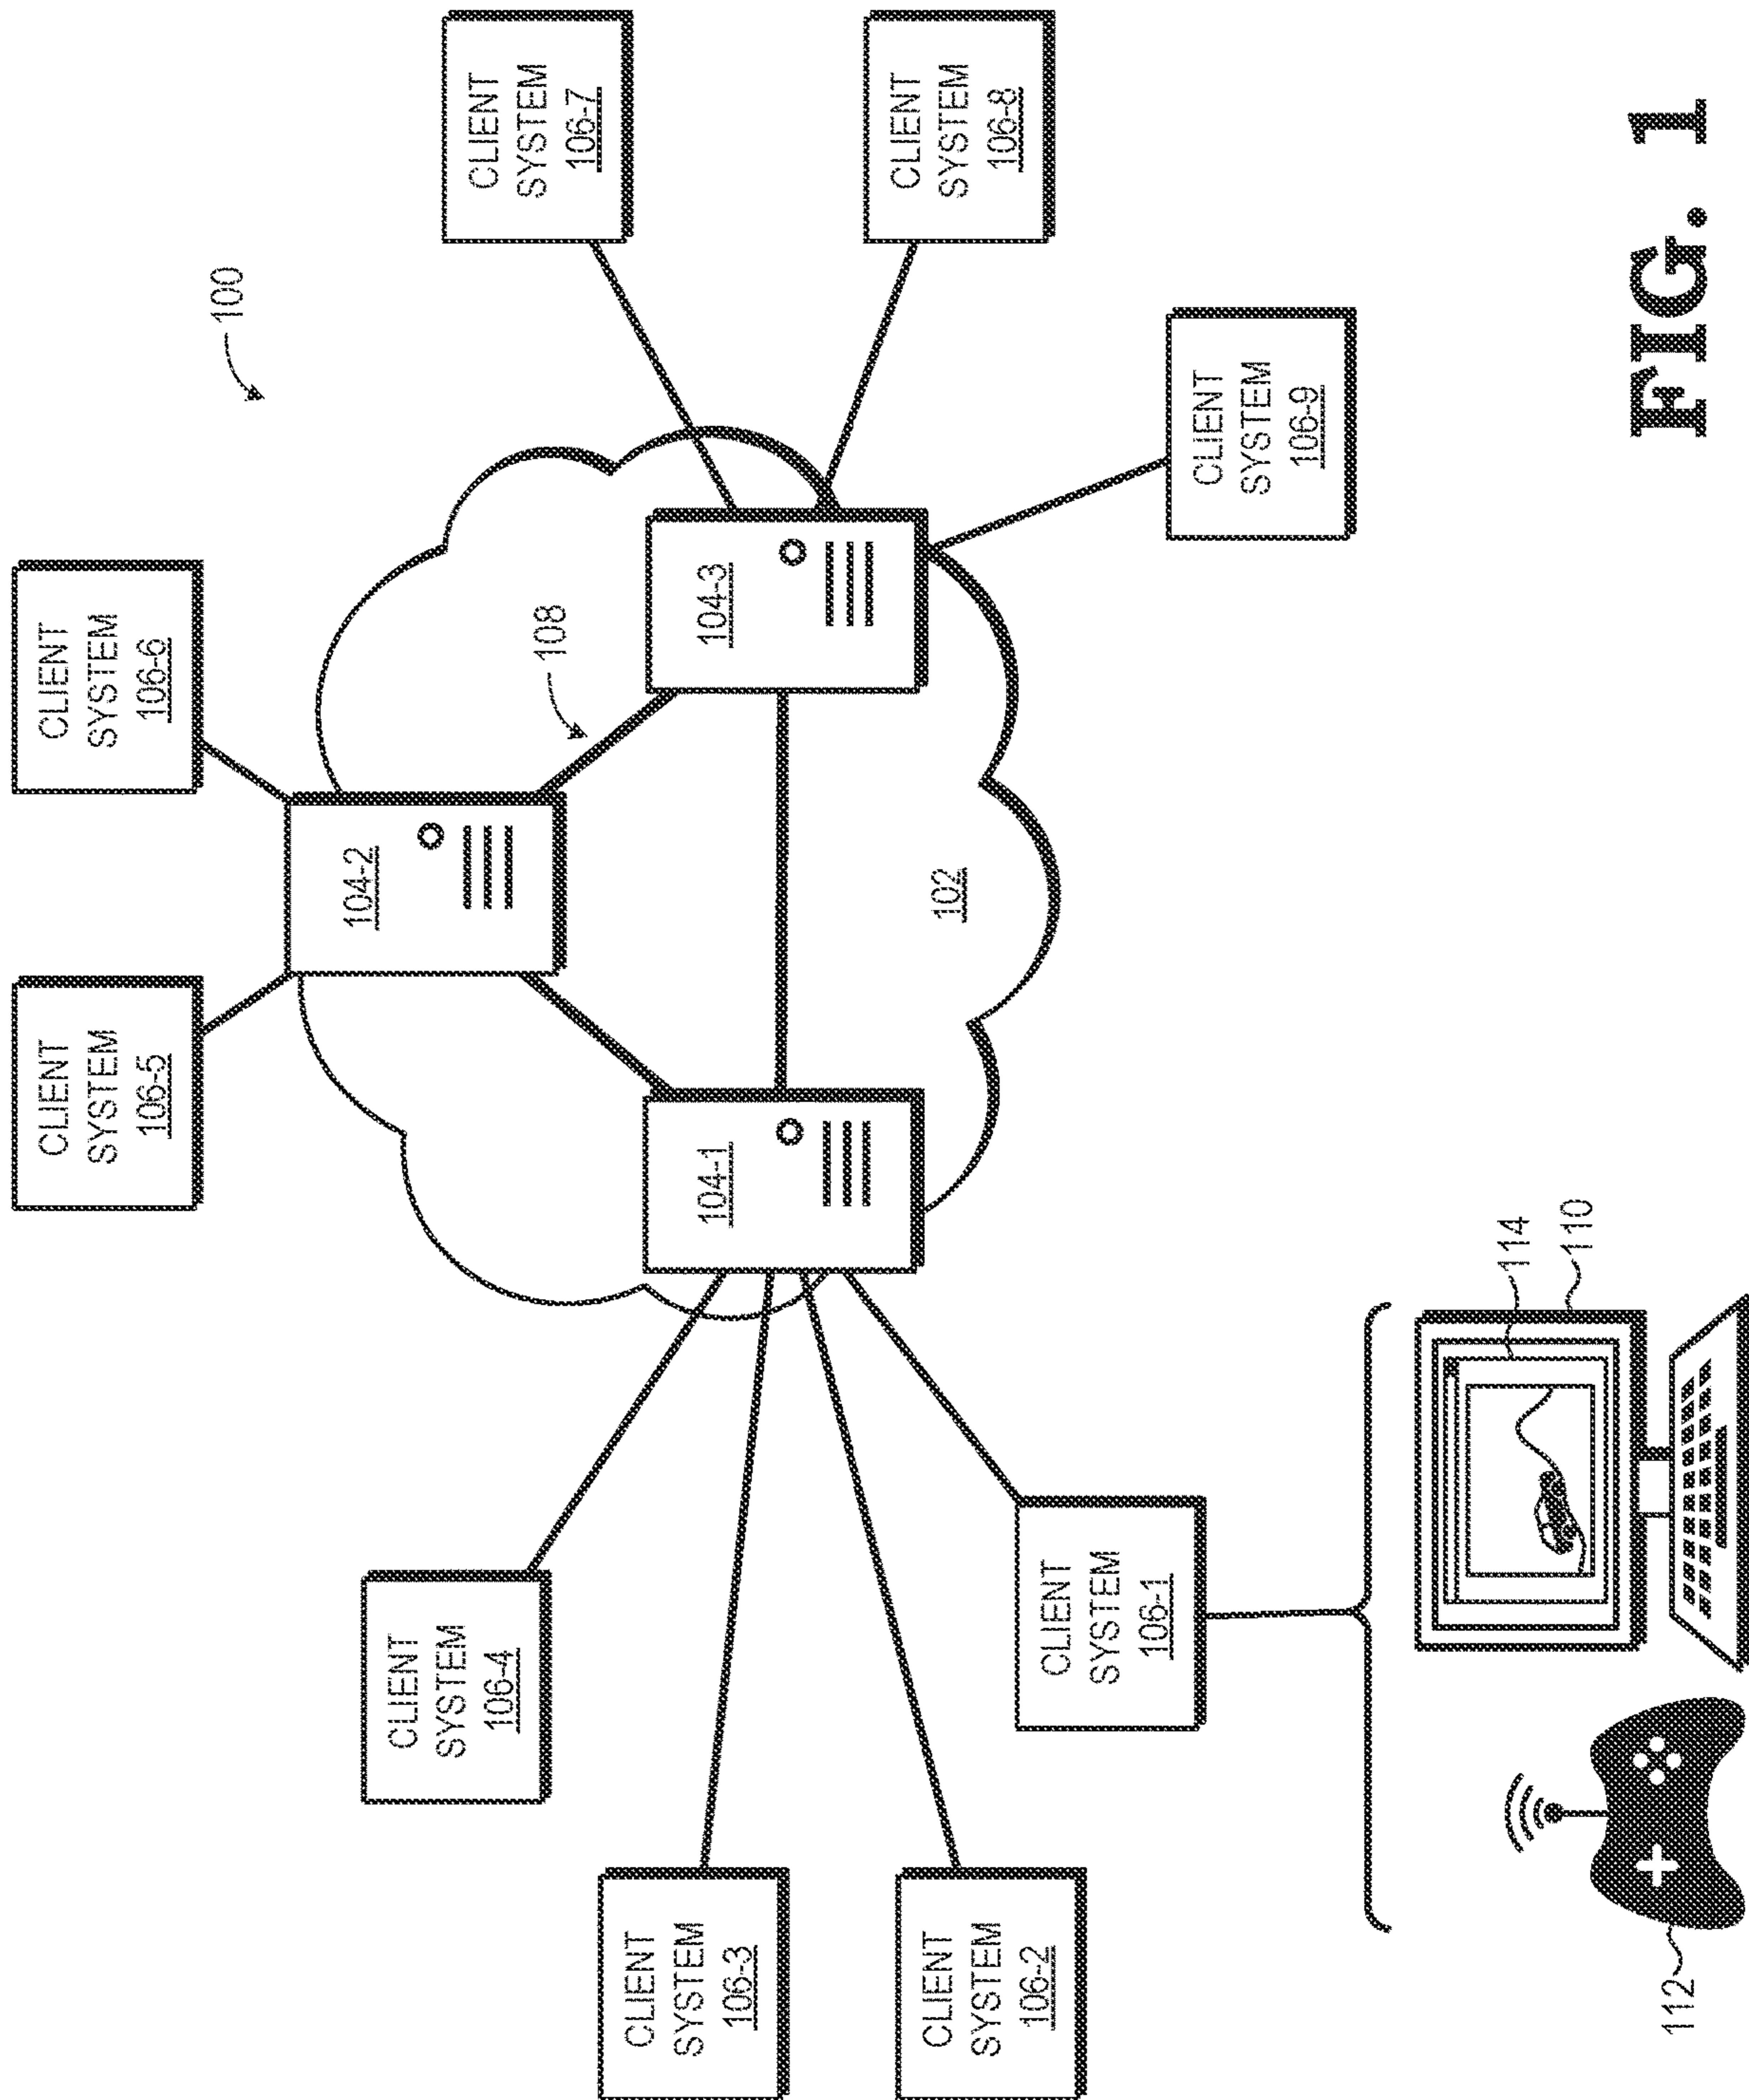 100
CLIENT
SYSTEM
106-5
CLIENT
SYSTEM
106-6
CLIENT
SYSTEM
106-4
CLIENT
SYSTEM
106-7
CLIENT
SYSTEM
106-3
CLIENT
SYSTEM
106-2
CLIENT
SYSTEM
106-8
CLIENT
SYSTEM
106-1
CLIENT
SYSTEM
106-9
104-2
108
104-1
104-3
102
114
110
112
FIG. 1